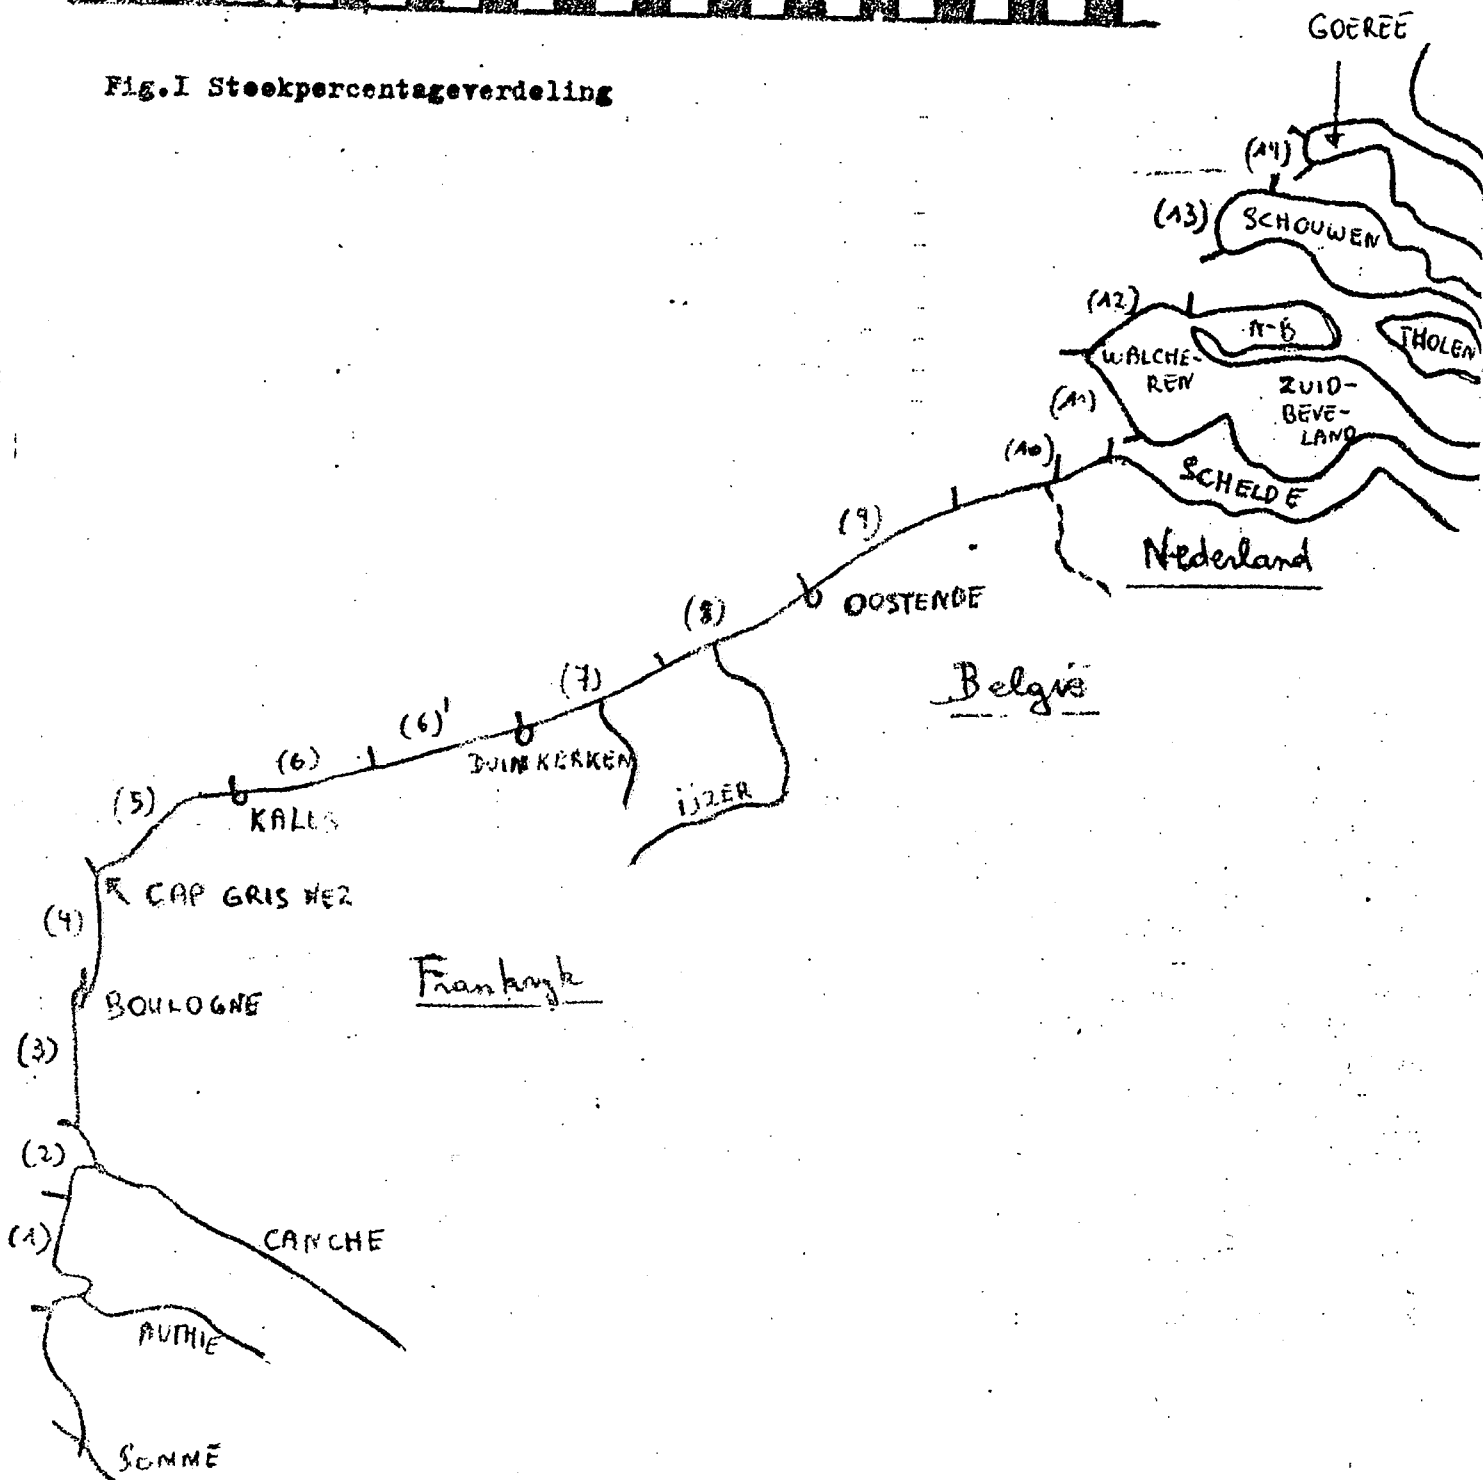 GOEREE
Fig.I Steekpercentageverdeling
(14)
(13)
SCHOUWEN
(12)
A-B
THOLEN
WALCHE-
REN
ZUID-
BEVE-
LAND
(11)
(10)
SCHELDE
(9)
Nederland
OOSTENDE
(8)
België
(7)
(6)'
DUINKERKEN
(6)
ijZER
(5)
CAP GRIS NEZ
(4)
Frankryk
BOULOGNE
(3)
(2)
(1)
CANCHE
AUTHIE
SOMME